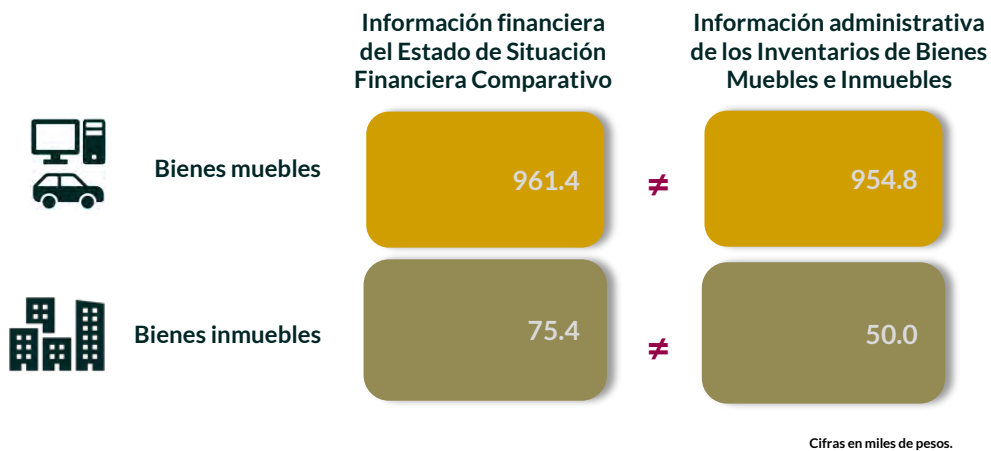 Información financiera
del Estado de Situación
Financiera Comparativo
Información administrativa
de los Inventarios de Bienes
Muebles e Inmuebles
Bienes muebles
961.4
≠
954.8
Bienes inmuebles
75.4
≠
50.0
Cifras en miles de pesos.